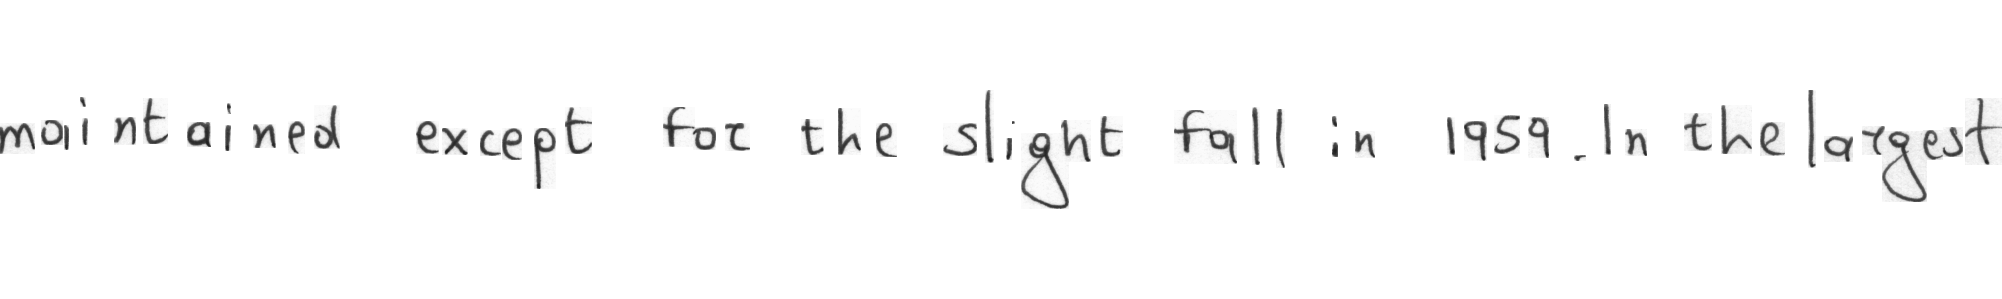 maintained except for the slight fall in 1959. In the largest